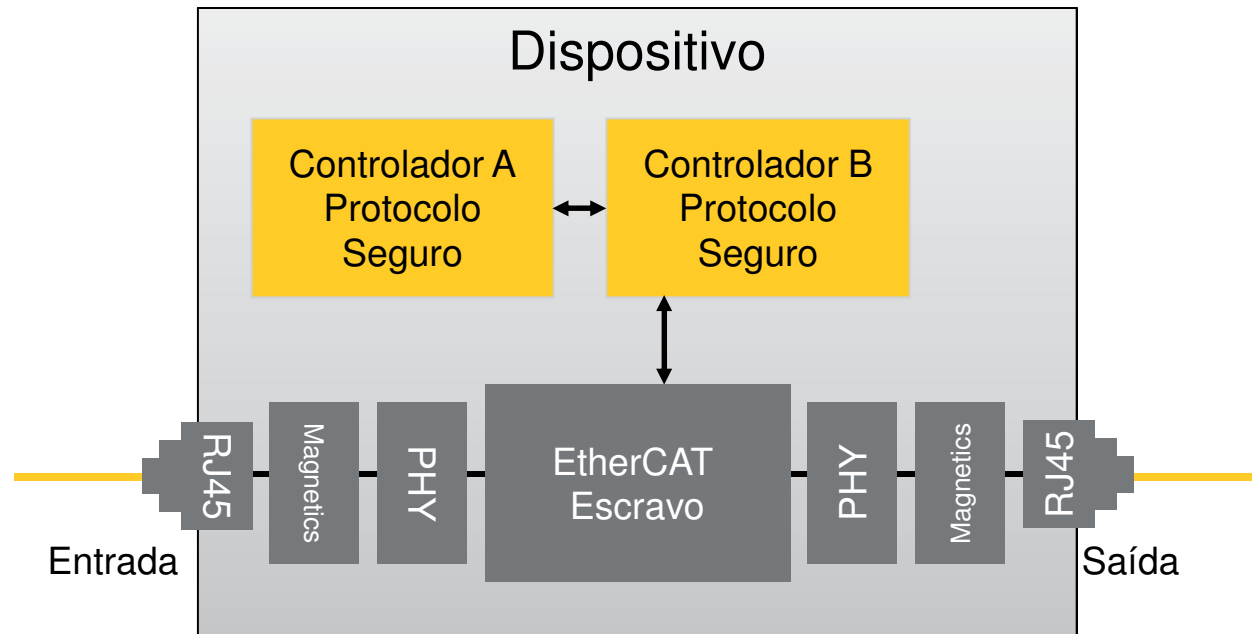 Dispositivo
Controlador A
Protocolo
Seguro
Controlador B
Protocolo
Seguro
RJ45
Magnetics
PHY
EtherCAT
Escravo
PHY
Magnetics
RJ45
Entrada
Saída